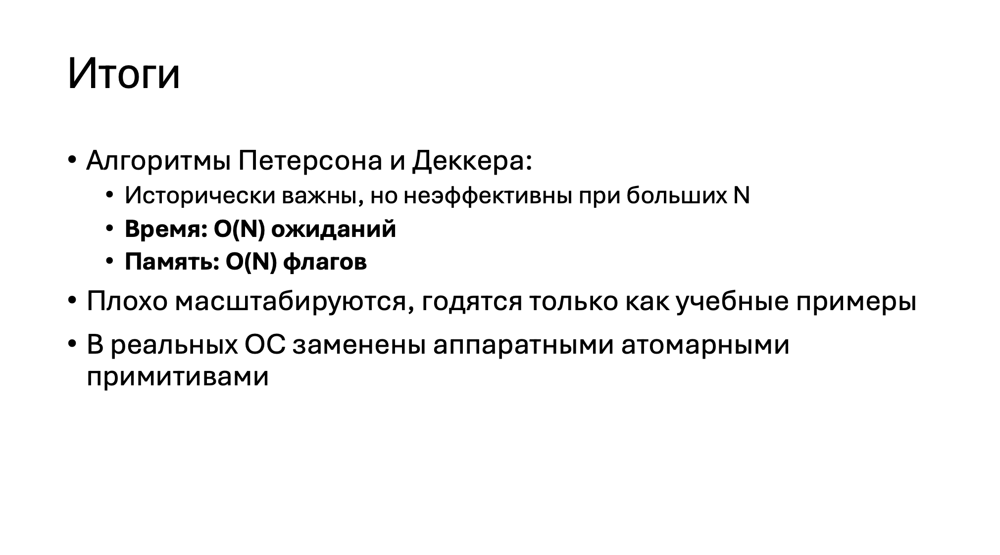 Итоги
• Алгоритмы Петерсона и Деккера:
• Исторически важны, но неэффективны при больших N
• Время: O(N) ожиданий
• Память: O(N) флагов
• Плохо масштабируются, годятся только как учебные примеры
• В реальных ОС заменены аппаратными атомарными
примитивами